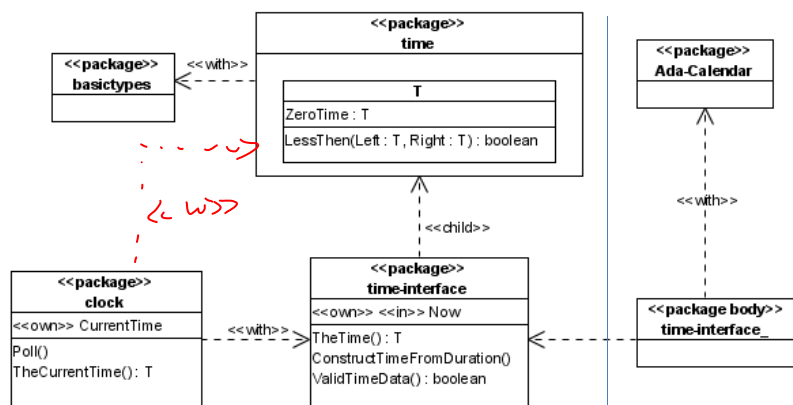 <<package>>
time
<<package>>
basictypes
<<with>>
<<package>>
Ada-Calendar
T
ZeroTime : T
LessThen(Left : T, Right : T) : boolean
<<with>>
<<child>>
<<package>>
clock
<<own>> CurrentTime
Poll()
TheCurrentTime() : T
<<with>>
<<package>>
time-interface
<<own>> <<in>> Now
TheTime() : T
ConstructTimeFromDuration()
ValidTimeData() : boolean
<<package body>>
time-interface_